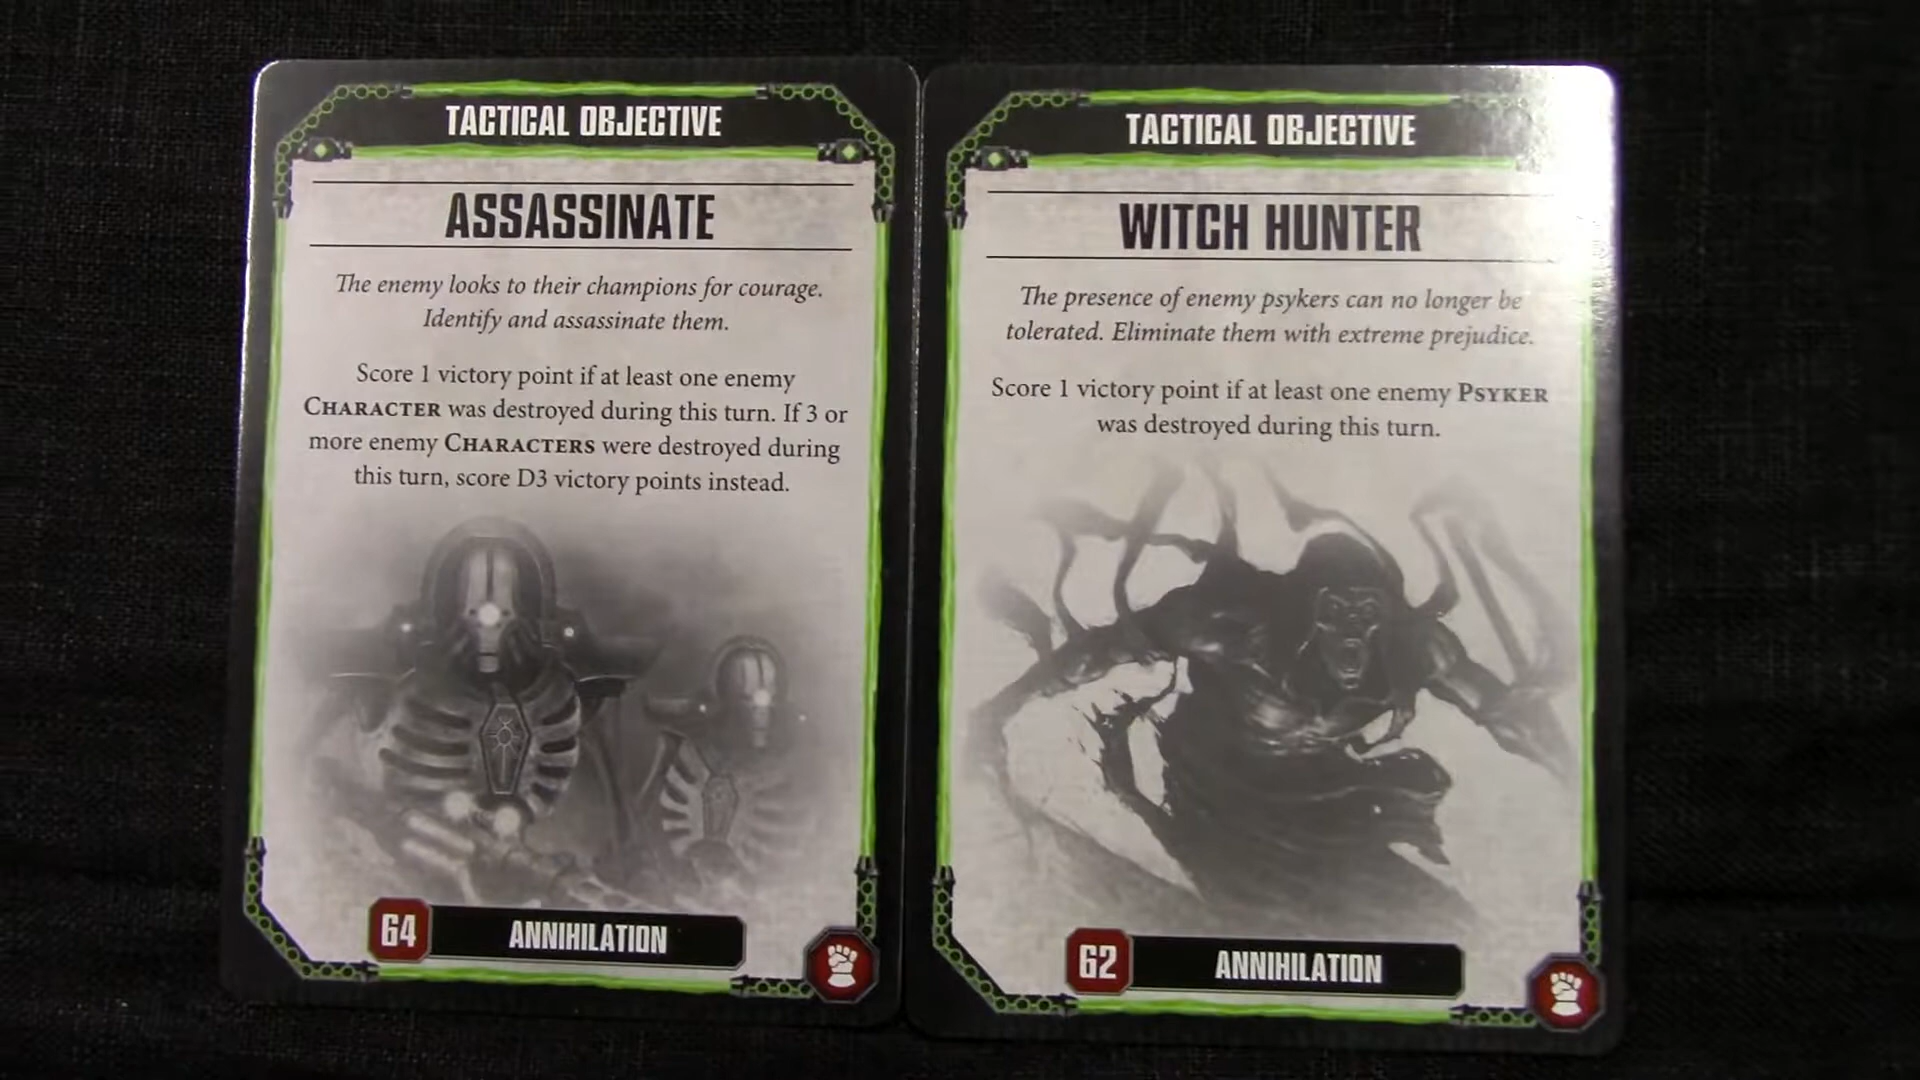 TACTICAL OBJECTIVE
ASSASSINATE
The enemy looks to their champions for courage.
Identify and assassinate them.
Score 1 victory point if at least one enemy
CHARACTER was destroyed during this turn. If 3 or
more enemy CHARACTERS were destroyed during
this turn, score D3 victory points instead.
64
ANNIHILATION
TACTICAL OBJECTIVE
WITCH HUNTER
The presence of enemy psykers can no longer be
tolerated. Eliminate them with extreme prejudice.
Score 1 victory point if at least one enemy PSYKER
was destroyed during this turn.
62
ANNIHILATION